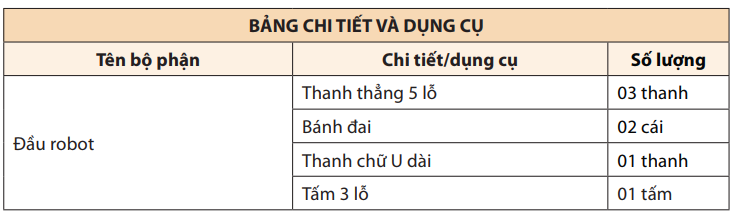 BẢNG CHI TIẾT VÀ DỤNG CỤ
Tên bộ phận Chi tiết/dụng cụ Số lượng
Đầu robot
Thanh thẳng 5 lỗ 03 thanh
Bánh đai 02 cái
Thanh chữ U dài 01 thanh
Tấm 3 lỗ 01 tấm